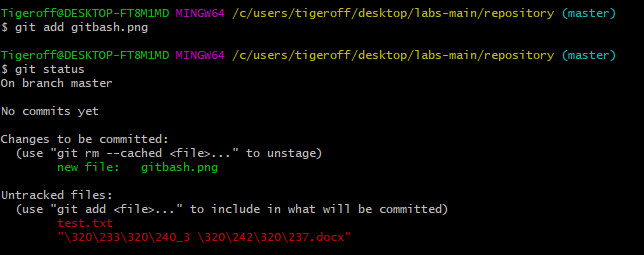 Tigeroff@DESKTOP-FT8M1MD MINGW64 /c/users/tigeroff/desktop/labs-main/repository (master)
$ git add gitbash.png
Tigeroff@DESKTOP-FT8M1MD MINGW64 /c/users/tigeroff/desktop/labs-main/repository (master)
$ git status
On branch master
No commits yet
Changes to be committed:
  (use "git rm --cached <file>..." to unstage)
        new file:   gitbash.png
Untracked files:
  (use "git add <file>..." to include in what will be committed)
        test.txt
        "\320\233\320\240_3 \320\242\320\237.docx"